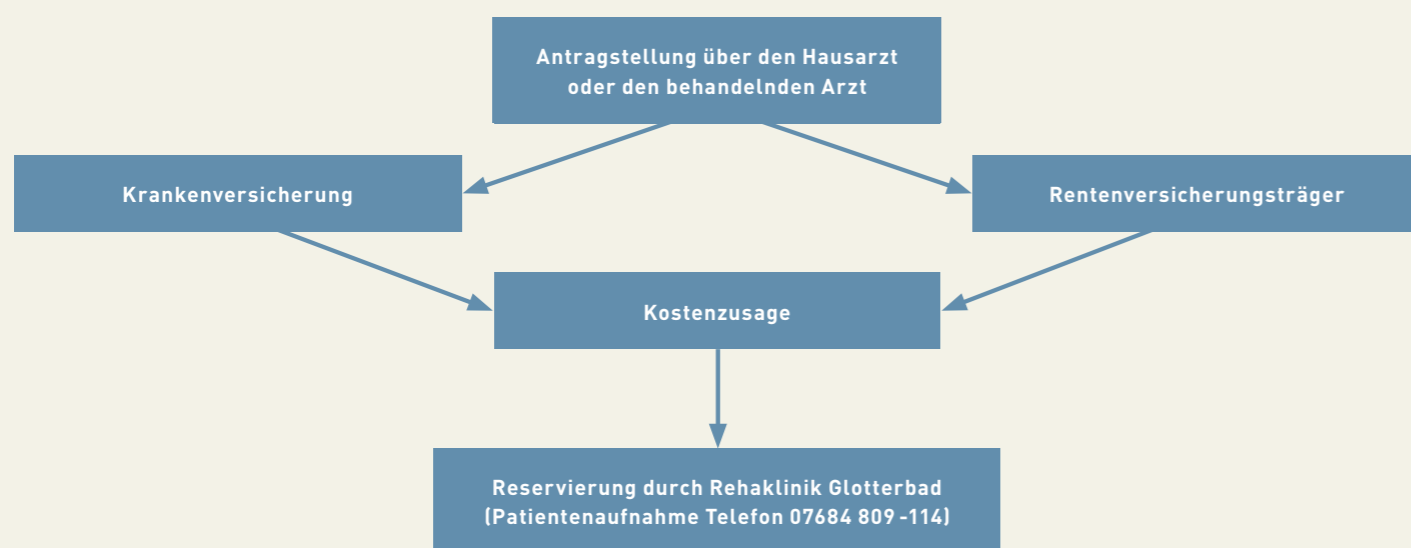 Antragstellung über den Hausarzt
oder den behandelnden Arzt
Krankenversicherung
Rentenversicherungsträger
Kostenzusage
Reservierung durch Rehaklinik Glotterbad
(Patientenaufnahme Telefon 07684 809 -114)